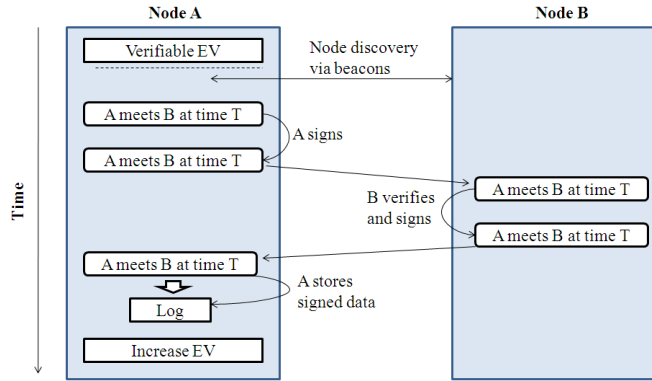 Node A
Node B
Verifiable EV
Node discovery
via beacons
A meets B at time T
A signs
A meets B at time T
A meets B at time T
B verifies
and signs
A meets B at time T
A meets B at time T
A stores
signed data
Log
Increase EV
Time